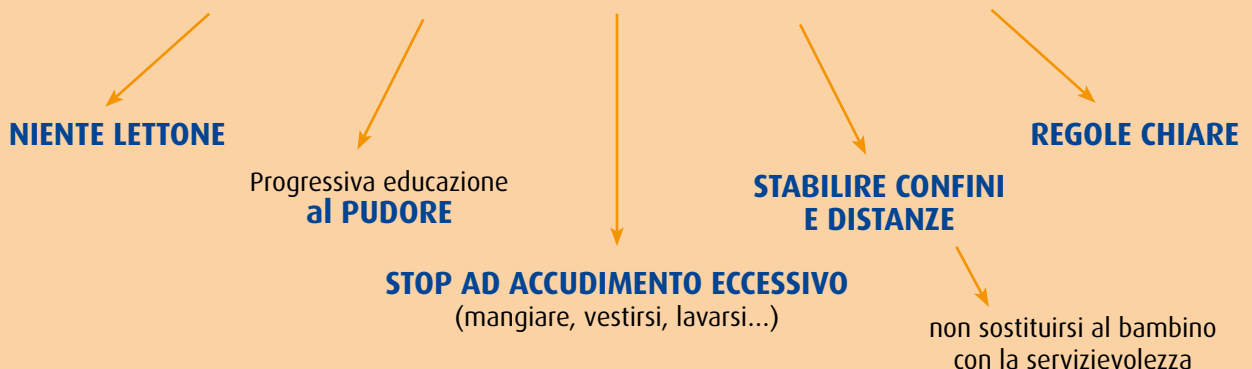 NIENTE LETTONE
REGOLE CHIARE
Progressiva educazione
al PUDORE
STABILIRE CONFINI
E DISTANZE
STOP AD ACCUDIMENTO ECCESSIVO
(mangiare, vestirsi, lavarsi...)
non sostituirsi al bambino
con la servizievolezza